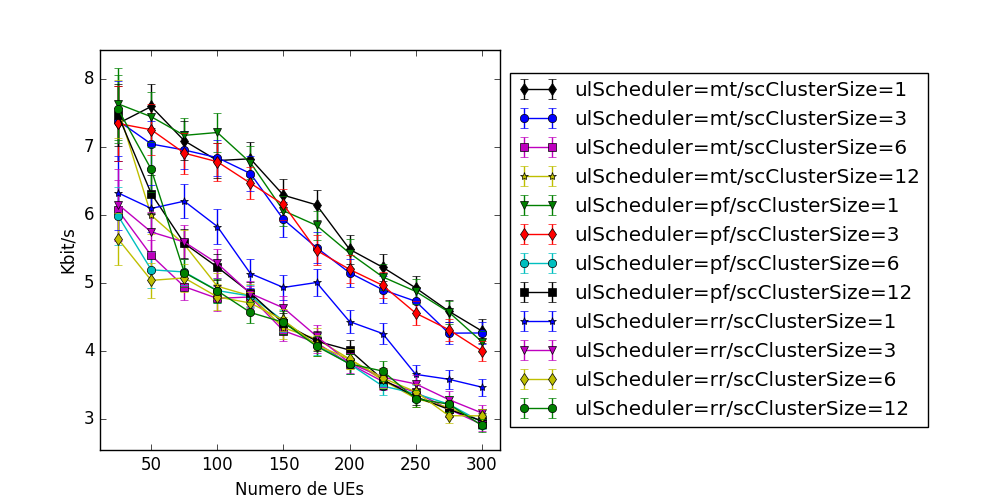 8
7
6
5
4
3
Kbit/s
50 100 150 200 250 300
Numero de UEs
ulScheduler=mt/scClusterSize=1
ulScheduler=mt/scClusterSize=3
ulScheduler=mt/scClusterSize=6
ulScheduler=mt/scClusterSize=12
ulScheduler=pf/scClusterSize=1
ulScheduler=pf/scClusterSize=3
ulScheduler=pf/scClusterSize=6
ulScheduler=pf/scClusterSize=12
ulScheduler=rr/scClusterSize=1
ulScheduler=rr/scClusterSize=3
ulScheduler=rr/scClusterSize=6
ulScheduler=rr/scClusterSize=12